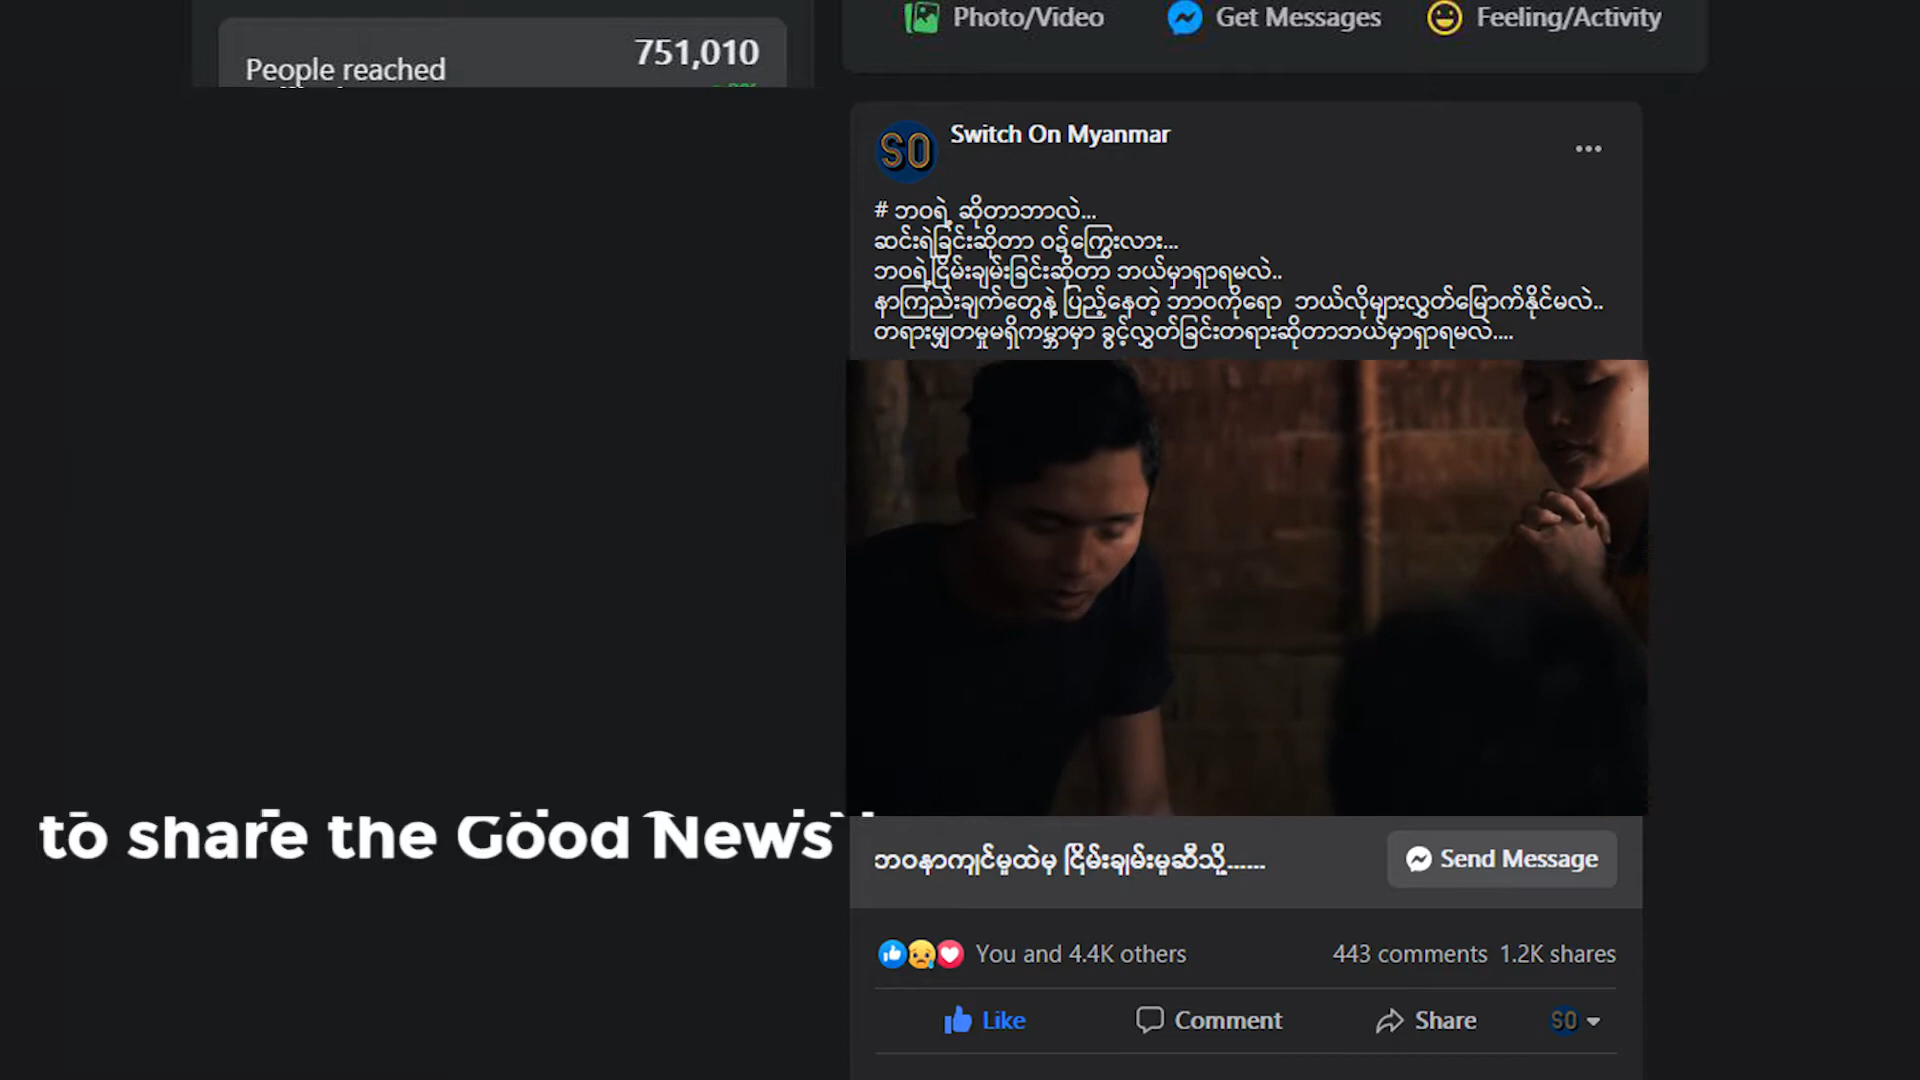 People reached
751,010
Photo/Video
Get Messages
Feeling/Activity
SO
Switch On Myanmar
# ဘဝရဲ့ ဆိုတာဘာလဲ...
ဆင်းရဲခြင်းဆိုတာ ဝဋ်ကြွေးလား...
ဘဝရဲ့ငြိမ်းချမ်းခြင်းဆိုတာ ဘယ်မှာရှာရမလဲ..
နာကြည်းချက်တွေနဲ့ ပြည့်နေတဲ့ ဘာဝကိုရော ဘယ်လိုများလွှတ်မြောက်နိုင်မလဲ..
တရားမျှတမှုမရှိကမ္ဘာမှာ ခွင့်လွှတ်ခြင်းတရားဆိုတာဘယ်မှာရှာရမလဲ....
to share the Good News
ဘဝနာကျင်မှုထဲမှ ငြိမ်းချမ်းမှုဆီသို့......
Send Message
You and 4.4K others
443 comments 1.2K shares
Like
Comment
Share
SO